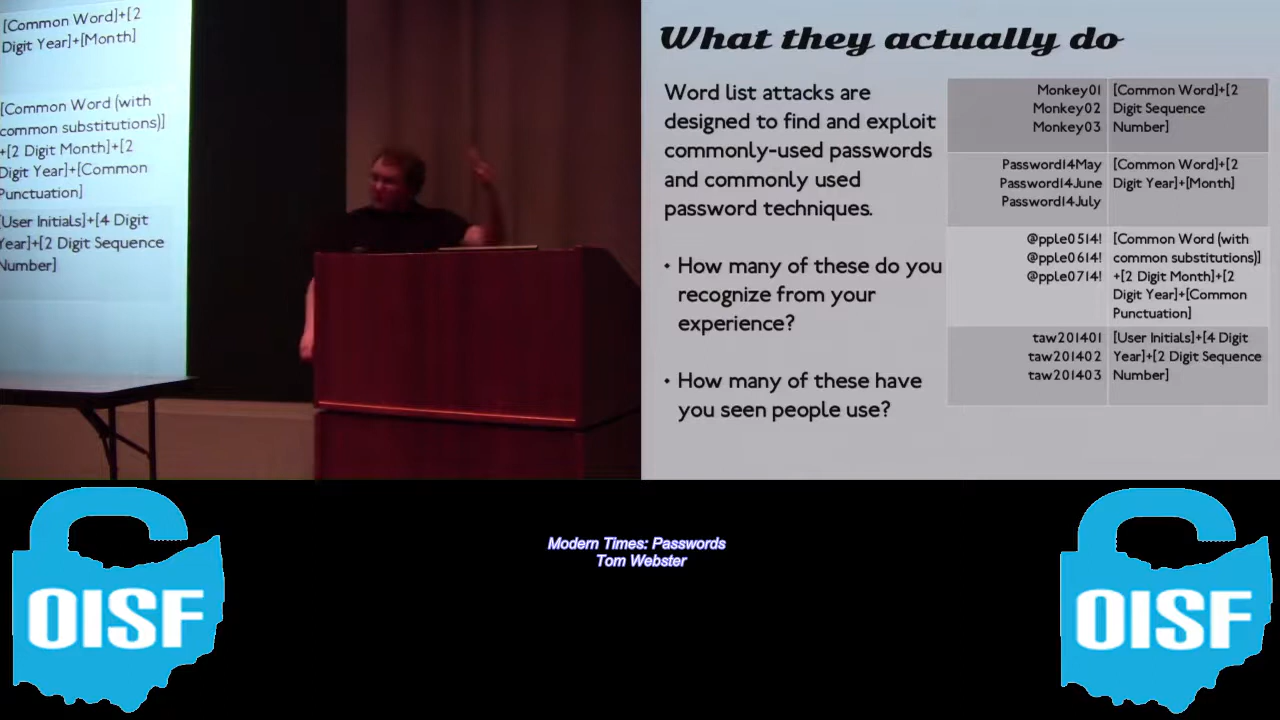 [Common Word]+[2
Digit Year]+[Month]
[Common Word (with
common substitutions)]
+[2 Digit Month]+[2
Digit Year]+[Common
Punctuation]
[User Initials]+[4 Digit
Year]+[2 Digit Sequence
Number]
What they actually do
Word list attacks are
designed to find and exploit
commonly-used passwords
and commonly used
password techniques.
• How many of these do you
recognize from your
experience?
• How many of these have
you seen people use?
Monkey01
Monkey02
Monkey03
[Common Word]+[2
Digit Sequence
Number]
Password14May
Password14June
Password14July
[Common Word]+[2
Digit Year]+[Month]
@pple0514!
@pple0614!
@pple0714!
[Common Word (with
common substitutions)]
+[2 Digit Month]+[2
Digit Year]+[Common
Punctuation]
taw201401
taw201402
taw201403
[User Initials]+[4 Digit
Year]+[2 Digit Sequence
Number]
OISF
Modern Times: Passwords
Tom Webster
OISF